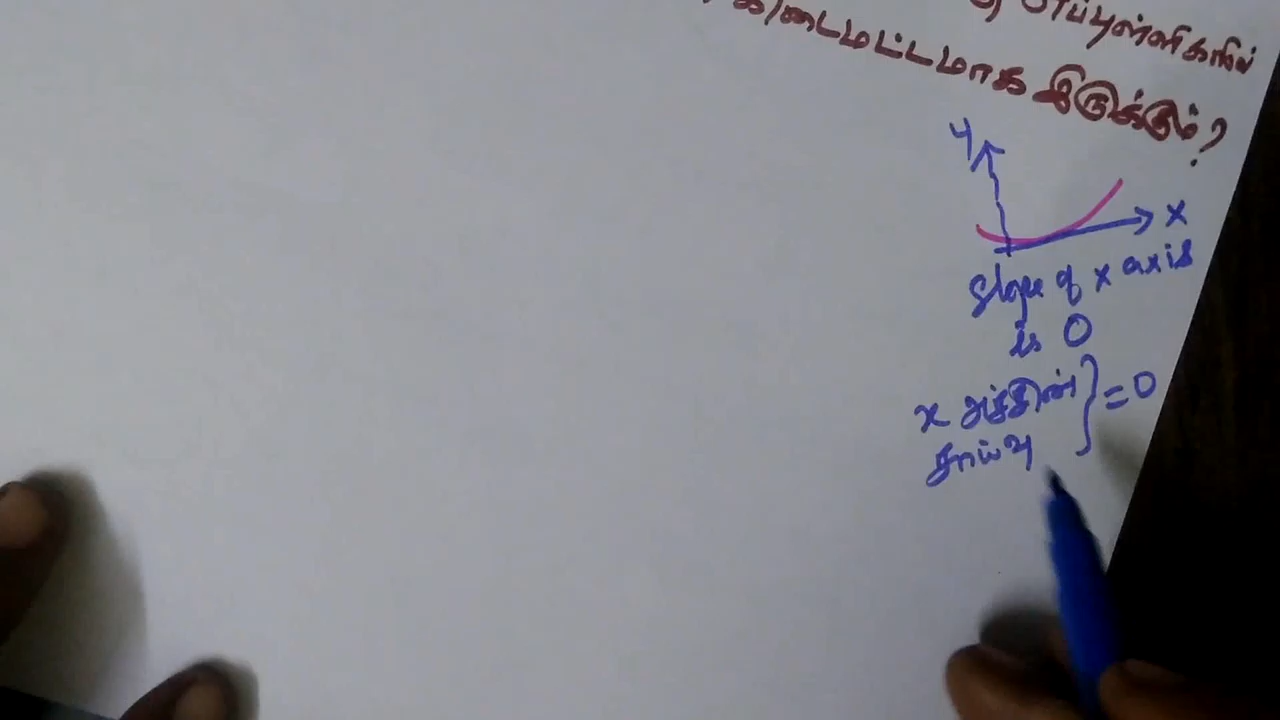 கிடைமட்டமாக இருக்கும்?
y
x
Slope of x axis
is 0
x அச்சின் } = 0
சாய்வு